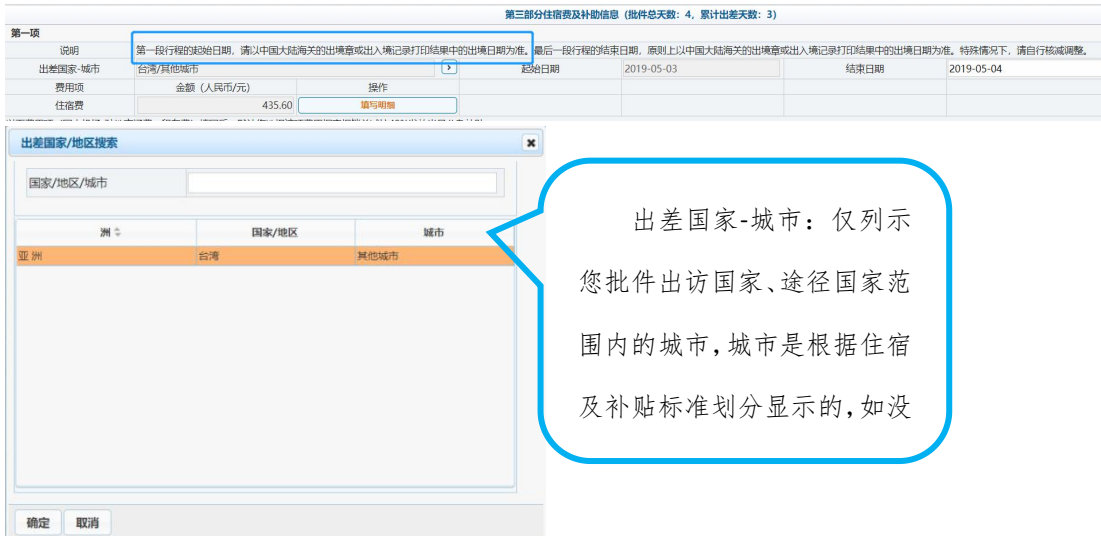 第三部分住宿费及补助信息（批件总天数：4，累计出差天数：3）
第一项
说明 第一段行程的起始日期，请以中国大陆海关的出境章或出入境记录打印结果中的出境日期为准。最后一段行程的结束日期，原则上以中国大陆海关的出境章或出入境记录打印结果中的出境日期为准。特殊情况下，请自行核减调整。
出差国家-城市 台湾/其他城市 起始日期 2019-05-03 结束日期 2019-05-04
费用项 金额（人民币/元） 操作
住宿费 435.60 填写明细
出差国家/地区搜索
国家/地区/城市
洲 国家/地区 城市
亚洲 台湾 其他城市
确定 取消
出差国家-城市：仅列示
您批件出访国家、途径国家范
围内的城市，城市是根据住宿
及补贴标准划分显示的，如没